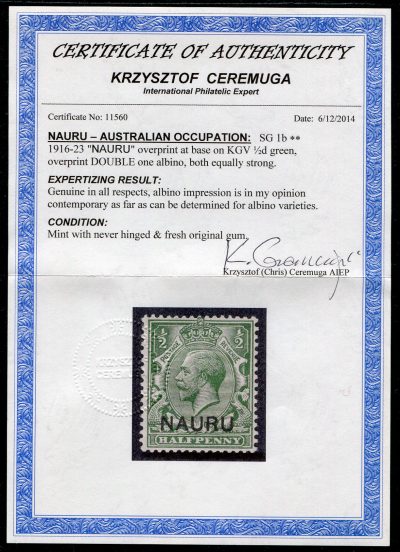 CERTIFICATE OF AUTHENTICITY
KRZYSZTOF CEREMUGA
International Philatelic Expert
Certificate No: 11560 Date: 6/12/2014
NAURU – AUSTRALIAN OCCUPATION: SG 1b **
1916-23 "NAURU" overprint at base on KGV ½d green,
overprint DOUBLE one albino, both equally strong.
EXPERTIZING RESULT:
Genuine in all respects, albino impression is in my opinion
contemporary as far as can be determined for albino varieties.
CONDITION:
Mint with never hinged & fresh original gum.
K. Ceremuga
Krzysztof (Chris) Ceremuga AIEP
½ ½
POSTAGE REVENUE
NAURU
HALFPENNY